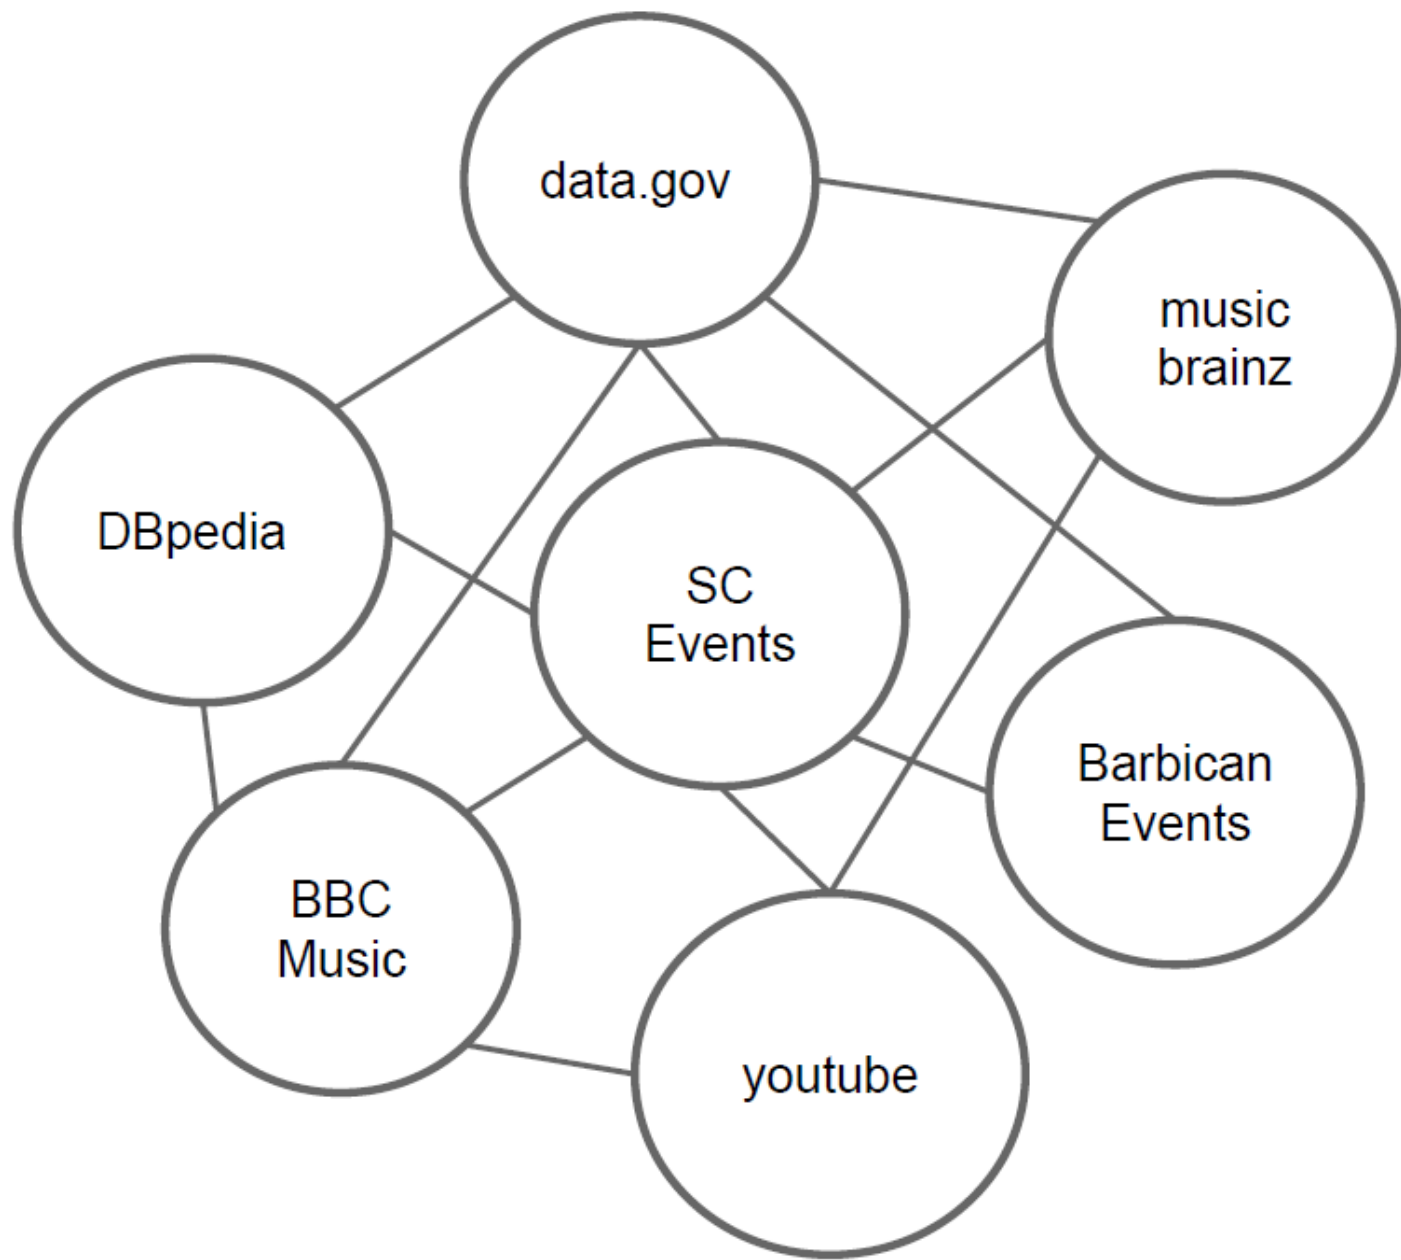 data.gov
music
brainz
DBpedia
SC
Events
Barbican
Events
BBC
Music
youtube